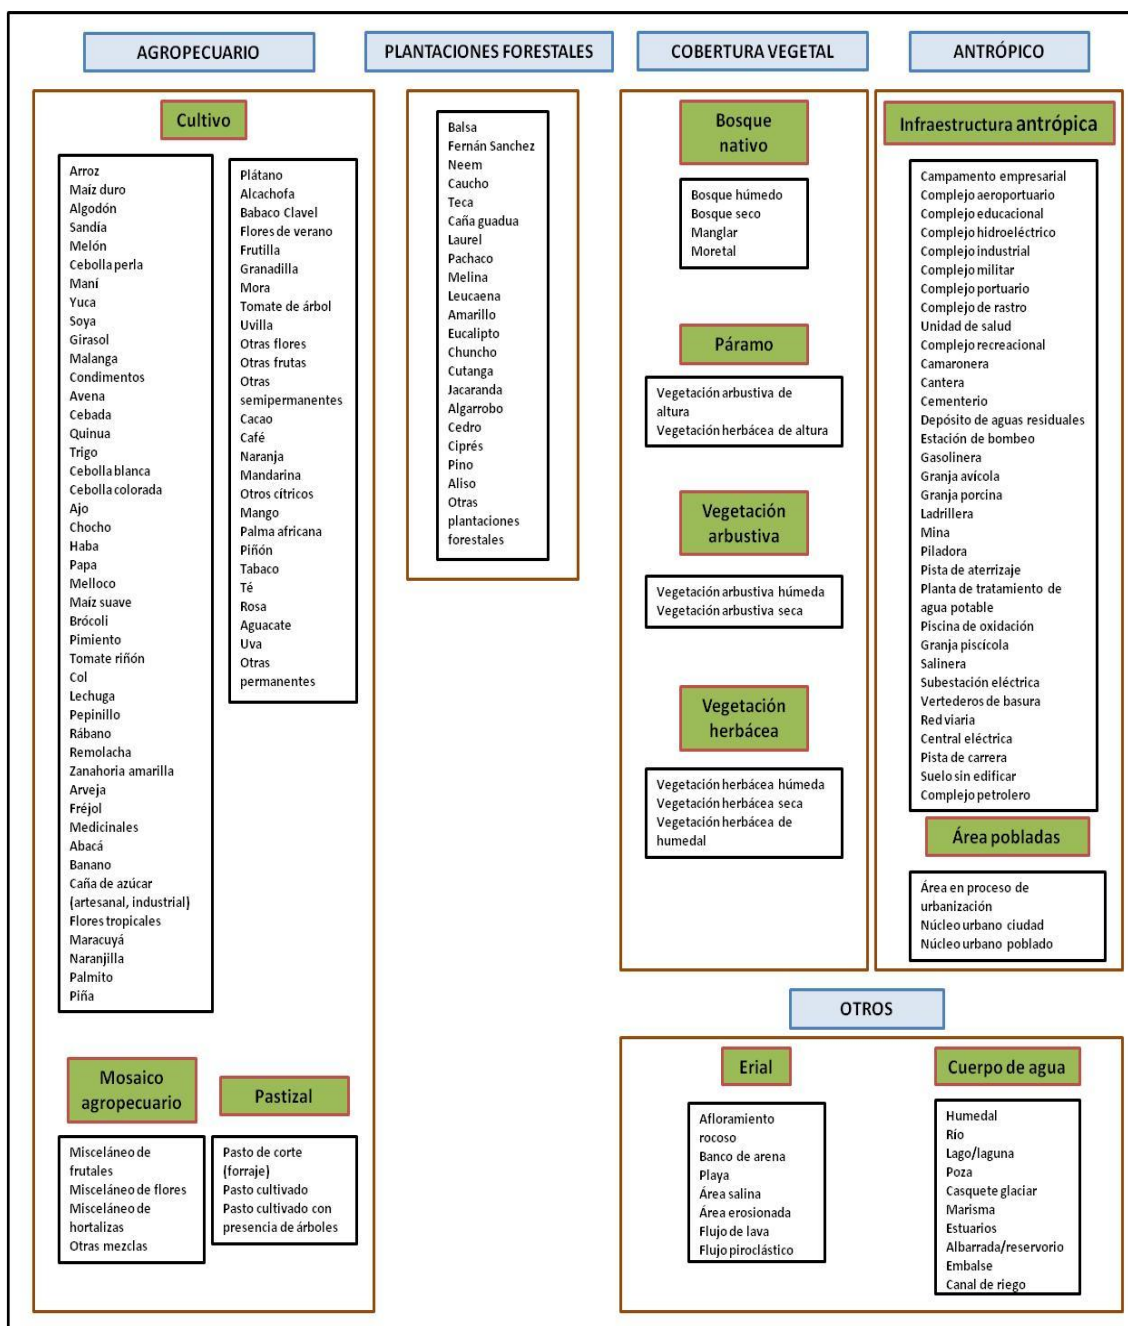 AGROPECUARIO
Cultivo
Arroz
Maíz duro
Algodón
Sandía
Melón
Cebolla perla
Maní
Yuca
Soya
Girasol
Malanga
Condimentos
Avena
Cebada
Quinua
Trigo
Cebolla blanca
Cebolla colorada
Ajo
Chocho
Haba
Papa
Melloco
Maíz suave
Brócoli
Pimiento
Tomate riñón
Col
Lechuga
Pepinillo
Rábano
Remolacha
Zanahoria amarilla
Arveja
Fréjol
Medicinales
Abacá
Banano
Caña de azúcar
(artesanal, industrial)
Flores tropicales
Maracuyá
Naranjilla
Palmito
Piña
Plátano
Alcachofa
Babaco Clavel
Flores de verano
Frutilla
Granadilla
Mora
Tomate de árbol
Uvilla
Otras flores
Otras frutas
Otras
semipermanentes
Cacao
Café
Naranja
Mandarina
Otros cítricos
Mango
Palma africana
Piñón
Tabaco
Té
Rosa
Aguacate
Uva
Otras
permanentes
Mosaico
agropecuario
Misceláneo de
frutales
Misceláneo de flores
Misceláneo de
hortalizas
Otras mezclas
Pastizal
Pasto de corte
(forraje)
Pasto cultivado
Pasto cultivado con
presencia de árboles
PLANTACIONES FORESTALES
Balsa
Fernán Sanchez
Neem
Caucho
Teca
Caña guadua
Laurel
Pachaco
Melina
Leucaena
Amarillo
Eucalipto
Chuncho
Cutanga
Jacaranda
Algarrobo
Cedro
Ciprés
Pino
Aliso
Otras
plantaciones
forestales
COBERTURA VEGETAL
Bosque
nativo
Bosque húmedo
Bosque seco
Manglar
Moretal
Páramo
Vegetación arbustiva de
altura
Vegetación herbácea de altura
Vegetación
arbustiva
Vegetación arbustiva húmeda
Vegetación arbustiva seca
Vegetación
herbácea
Vegetación herbácea húmeda
Vegetación herbácea seca
Vegetación herbácea de
humedal
ANTRÓPICO
Infraestructura antrópica
Campamento empresarial
Complejo aeroportuario
Complejo educacional
Complejo hidroeléctrico
Complejo industrial
Complejo militar
Complejo portuario
Complejo de rastro
Unidad de salud
Complejo recreacional
Camaronera
Cantera
Cementerio
Depósito de aguas residuales
Estación de bombeo
Gasolinera
Granja avícola
Granja porcina
Ladrillera
Mina
Piladora
Pista de aterrizaje
Planta de tratamiento de
agua potable
Piscina de oxidación
Granja piscícola
Salinera
Subestación eléctrica
Vertederos de basura
Red viaria
Central eléctrica
Pista de carrera
Suelo sin edificar
Complejo petrolero
Área pobladas
Área en proceso de
urbanización
Núcleo urbano ciudad
Núcleo urbano poblado
OTROS
Erial
Afloramiento
rocoso
Banco de arena
Playa
Área salina
Área erosionada
Flujo de lava
Flujo piroclástico
Cuerpo de agua
Humedal
Río
Lago/laguna
Poza
Casquete glaciar
Marisma
Estuarios
Albarrada/reservorio
Embalse
Canal de riego